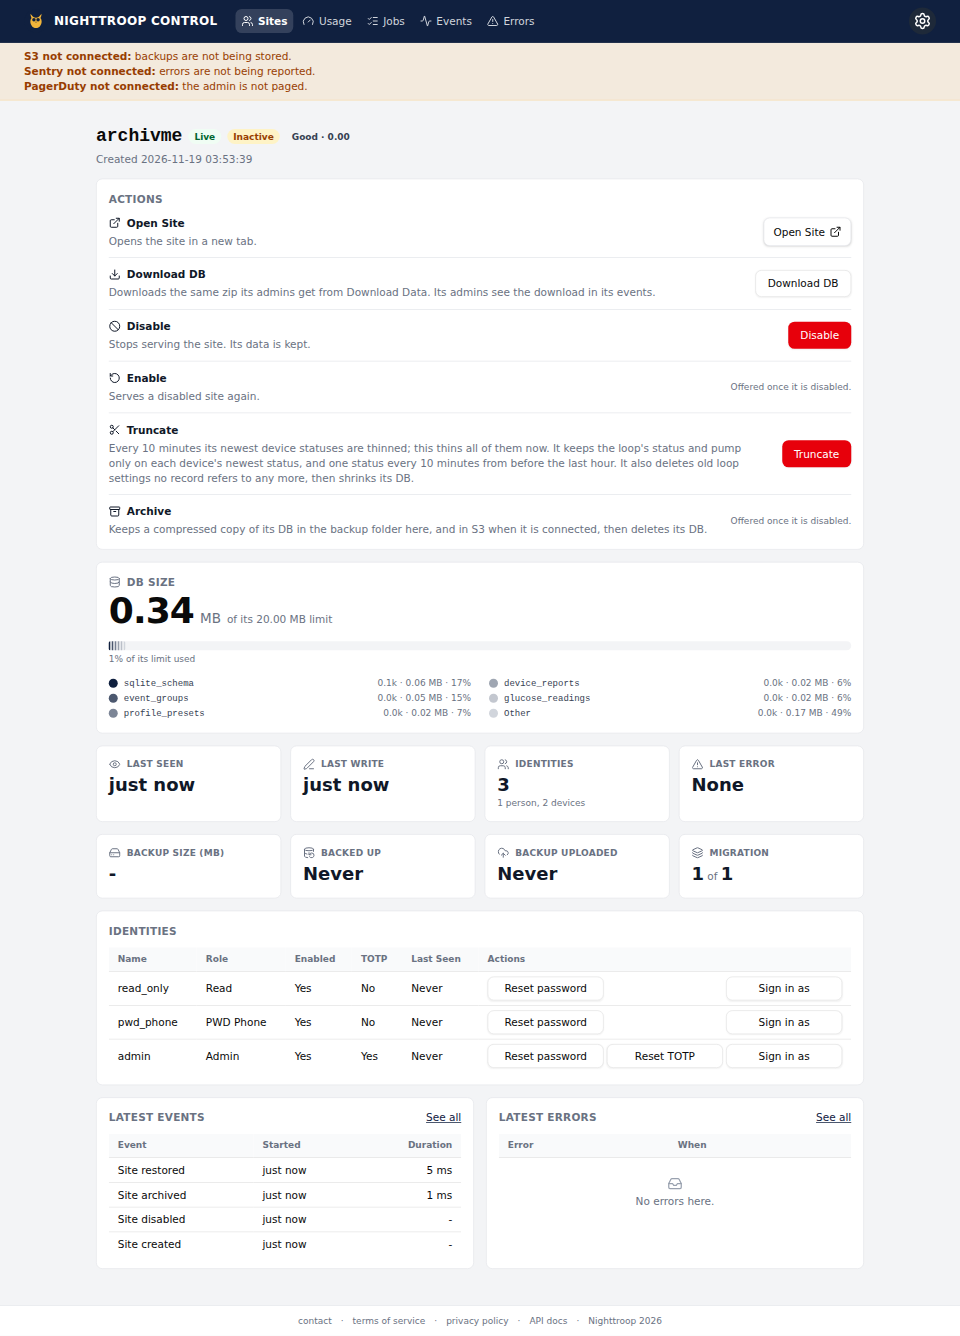 NIGHTTROOP CONTROL Sites Usage Jobs Events Errors
S3 not connected: backups are not being stored.
Sentry not connected: errors are not being reported.
PagerDuty not connected: the admin is not paged.
archivme Live Inactive Good · 0.00
Created 2026-11-19 03:53:39
ACTIONS
Open Site
Opens the site in a new tab.
Open Site
Download DB
Downloads the same zip its admins get from Download Data. Its admins see the download in its events.
Download DB
Disable
Stops serving the site. Its data is kept.
Disable
Enable
Serves a disabled site again.
Offered once it is disabled.
Truncate
Every 10 minutes its newest device statuses are thinned; this thins all of them now. It keeps the loop's status and pump
only on each device's newest status, and one status every 10 minutes from before the last hour. It also deletes old loop
settings no record refers to any more, then shrinks its DB.
Truncate
Archive
Keeps a compressed copy of its DB in the backup folder here, and in S3 when it is connected, then deletes its DB.
Offered once it is disabled.
DB SIZE
0.34 MB of its 20.00 MB limit
1% of its limit used
sqlite_schema 0.1k · 0.06 MB · 17%
event_groups 0.0k · 0.05 MB · 15%
profile_presets 0.0k · 0.02 MB · 7%
device_reports 0.0k · 0.02 MB · 6%
glucose_readings 0.0k · 0.02 MB · 6%
Other 0.0k · 0.17 MB · 49%
LAST SEEN
just now
LAST WRITE
just now
IDENTITIES
3
1 person, 2 devices
LAST ERROR
None
BACKUP SIZE (MB)
-
BACKED UP
Never
BACKUP UPLOADED
Never
MIGRATION
1 of 1
IDENTITIES
Name Role Enabled TOTP Last Seen Actions
read_only Read Yes No Never Reset password Sign in as
pwd_phone PWD Phone Yes No Never Reset password Sign in as
admin Admin Yes Yes Never Reset password Reset TOTP Sign in as
LATEST EVENTS See all
Event Started Duration
Site restored just now 5 ms
Site archived just now 1 ms
Site disabled just now -
Site created just now -
LATEST ERRORS See all
Error When
No errors here.
contact · terms of service · privacy policy · API docs · Nighttroop 2026